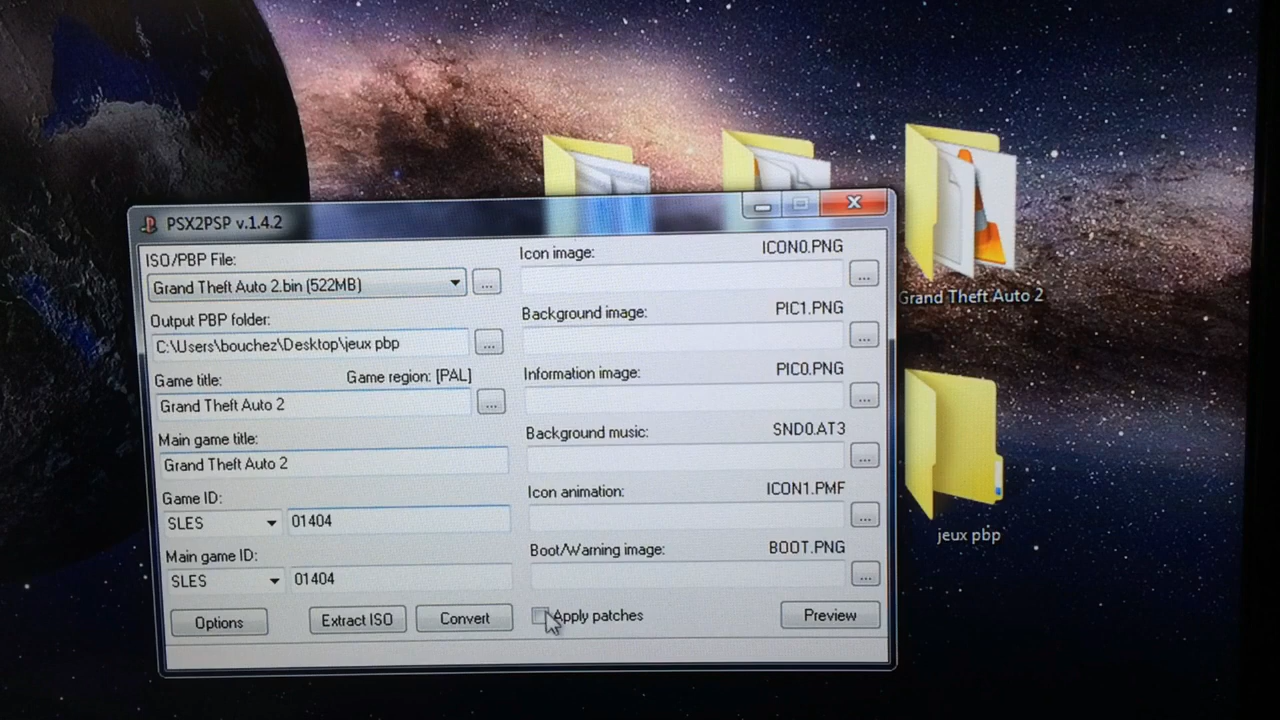 PSX2PSP v.1.4.2
ISO/PBP File:
Grand Theft Auto 2.bin (522MB)
...
Output PBP folder:
C:\Users\bouchez\Desktop\jeux pbp
...
Game title:
Game region: [PAL]
Grand Theft Auto 2
...
Main game title:
Grand Theft Auto 2
Game ID:
SLES
01404
Main game ID:
SLES
01404
Options
Extract ISO
Convert
Icon image:
ICON0.PNG
...
Background image:
PIC1.PNG
...
Information image:
PIC0.PNG
...
Background music:
SND0.AT3
...
Icon animation:
ICON1.PMF
...
Boot/Warning image:
BOOT.PNG
...
Apply patches
Preview
Grand Theft Auto 2
jeux pbp